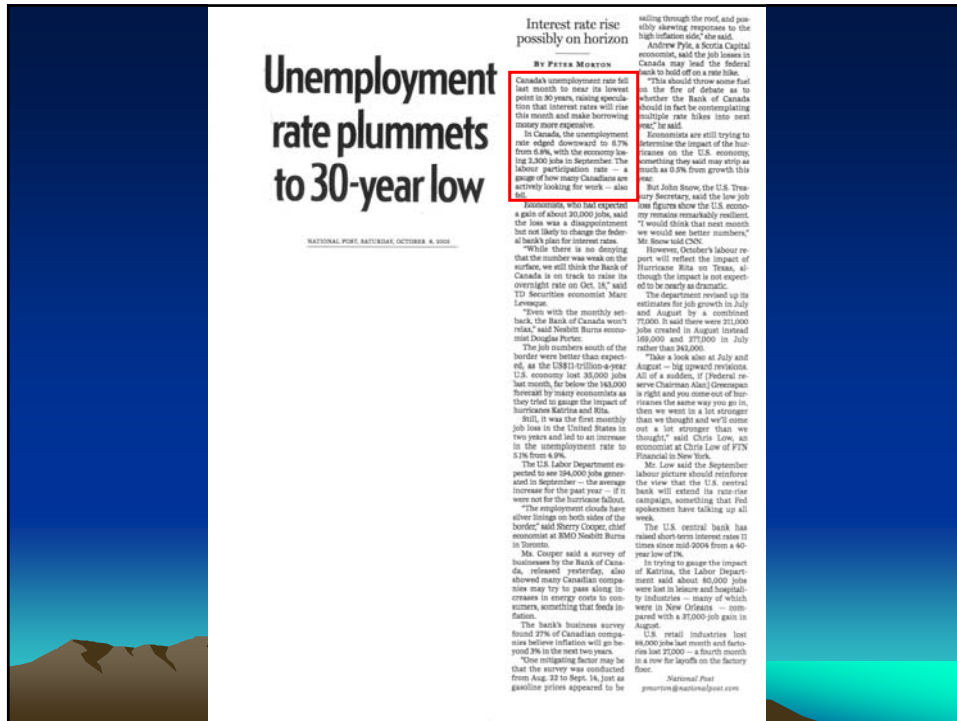 Unemployment
rate plummets
to 30-year low
NATIONAL POST, SATURDAY, OCTOBER 8, 2005
Interest rate rise
possibly on horizon
BY PETER MORTON
Canada's unemployment rate fell
last month to near its lowest
point in 30 years, raising specula-
tion that interest rates will rise
this month and make borrowing
money more expensive.
In Canada, the unemployment
rate edged downward to 6.7%
from 6.8%, with the economy los-
ing 2,300 jobs in September. The
labour participation rate — a
gauge of how many Canadians are
actively looking for work — also
fell.
Economists, who had expected
a gain of about 20,000 jobs, said
the loss was a disappointment
but not likely to change the feder-
al bank's plan for interest rates.
"While there is no denying
that the number was weak on the
surface, we still think the Bank of
Canada is on track to raise its
overnight rate on Oct. 18," said
TD Securities economist Marc
Levesque.
"Even with the monthly set-
back, the Bank of Canada won't
relax," said Nesbitt Burns econo-
mist Douglas Porter.
The job numbers south of the
border were better than expect-
ed, as the US$11-trillion-a-year
U.S. economy lost 35,000 jobs
last month, far below the 143,000
forecast by many economists as
they tried to gauge the impact of
hurricanes Katrina and Rita.
Still, it was the first monthly
job loss in the United States in
two years and led to an increase
in the unemployment rate to
5.1% from 4.9%.
The U.S. Labor Department ex-
pected to see 194,000 jobs gener-
ated in September — the average
increase for the past year — if it
were not for the hurricane fallout.
"The employment clouds have
silver linings on both sides of the
border," said Sherry Cooper, chief
economist at BMO Nesbitt Burns
in Toronto.
Ms. Cooper said a survey of
businesses by the Bank of Cana-
da, released yesterday, also
showed many Canadian compa-
nies may try to pass along in-
creases in energy costs to con-
sumers, something that feeds in-
flation.
The bank's business survey
found 27% of Canadian compa-
nies believe inflation will go be-
yond 3% in the next two years.
"One mitigating factor may be
that the survey was conducted
from Aug. 22 to Sept. 14, just as
gasoline prices appeared to be
sailing through the roof, and pos-
sibly skewing responses to the
high inflation side," she said.
Andrew Pyle, a Scotia Capital
economist, said the job losses in
Canada may lead the federal
bank to hold off on a rate hike.
"This should throw some fuel
on the fire of debate as to
whether the Bank of Canada
should in fact be contemplating
multiple rate hikes into next
year," he said.
Economists are still trying to
determine the impact of the hur-
ricanes on the U.S. economy,
something they said may strip as
much as 0.5% from growth this
year.
But John Snow, the U.S. Trea-
sury Secretary, said the low job
loss figures show the U.S. econo-
my remains remarkably resilient.
"I would think that next month
we would see better numbers,"
Mr. Snow told CNN.
However, October's labour re-
port will reflect the impact of
Hurricane Rita on Texas, al-
though the impact is not expect-
ed to be nearly as dramatic.
The department revised up its
estimates for job growth in July
and August by a combined
77,000. It said there were 211,000
jobs created in August instead
169,000 and 277,000 in July
rather than 242,000.
"Take a look also at July and
August — big upward revisions.
All of a sudden, if [Federal re-
serve Chairman Alan] Greenspan
is right and you come out of hur-
ricanes the same way you go in,
then we went in a lot stronger
than we thought and we'll come
out a lot stronger than we
thought," said Chris Low, an
economist at Chris Low of FTN
Financial in New York.
Mr. Low said the September
labour picture should reinforce
the view that the U.S. central
bank will extend its rate-rise
campaign, something that Fed
spokesmen have talking up all
week.
The U.S. central bank has
raised short-term interest rates 11
times since mid-2004 from a 40-
year low of 1%.
In trying to gauge the impact
of Katrina, the Labor Depart-
ment said about 80,000 jobs
were lost in leisure and hospitali-
ty industries — many of which
were in New Orleans — com-
pared with a 37,000-job gain in
August.
U.S. retail industries lost
88,000 jobs last month and facto-
ries lost 27,000 — a fourth month
in a row for layoffs on the factory
floor.
National Post
pmorton@nationalpost.com